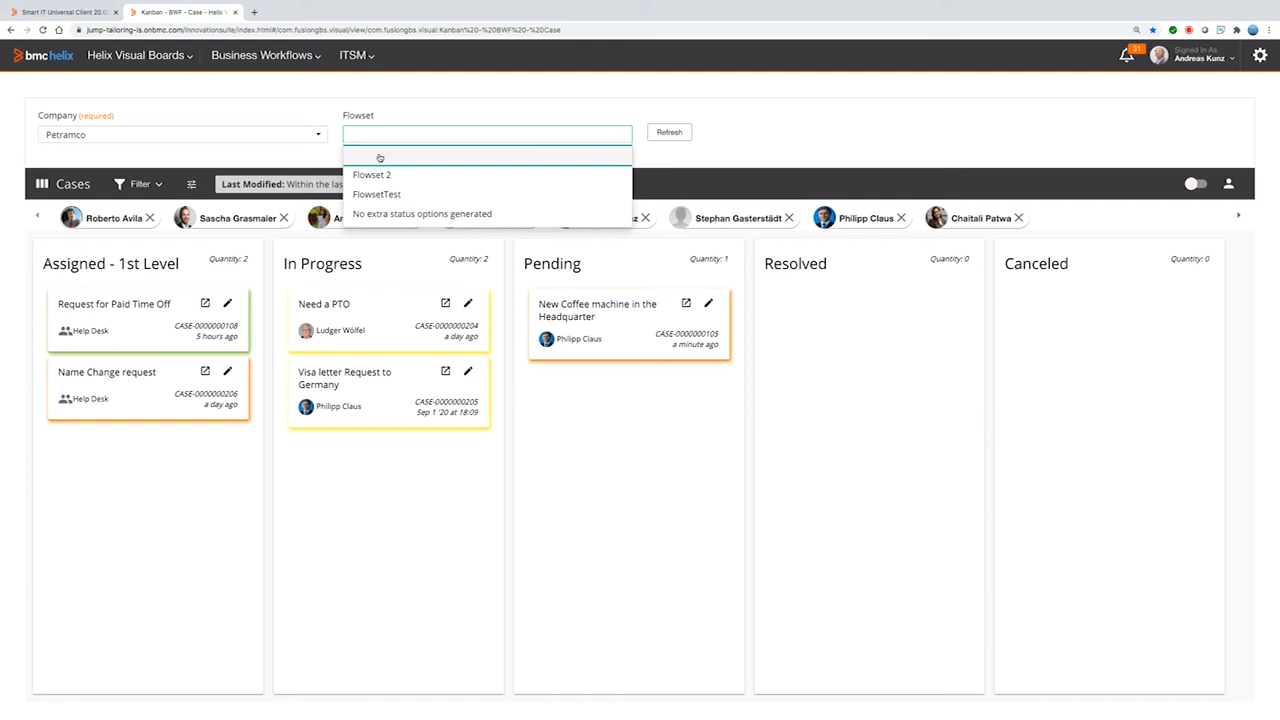 Smart IT Universal Client 20.0
Kanban - BWF - Case - Helix V
jump-tailoring-is.onbmc.com/innovationsuite/index.html#/com.fusiongbs.visual/view/com.fusiongbs.visual:Kanban%20-%20BWF%20-%20Case
bmchelix
Helix Visual Boards
Business Workflows
ITSM
31
Signed In As
Andreas Kunz
Company (required)
Flowset
Petramco
Refresh
Flowset 2
FlowsetTest
No extra status options generated
Cases
Filter
Last Modified: Within the las
Roberto Avila
Sascha Grasmaier
Stephan Gasterstädt
Philipp Claus
Chaitali Patwa
Assigned - 1st Level
Quantity: 2
Request for Paid Time Off
Help Desk
CASE-0000000108
5 hours ago
Name Change request
Help Desk
CASE-0000000206
a day ago
In Progress
Quantity: 2
Need a PTO
Ludger Wölfel
CASE-0000000204
a day ago
Visa letter Request to
Germany
Philipp Claus
CASE-0000000205
Sep 1 '20 at 18:09
Pending
Quantity: 1
New Coffee machine in the
Headquarter
Philipp Claus
CASE-0000000105
a minute ago
Resolved
Quantity: 0
Canceled
Quantity: 0